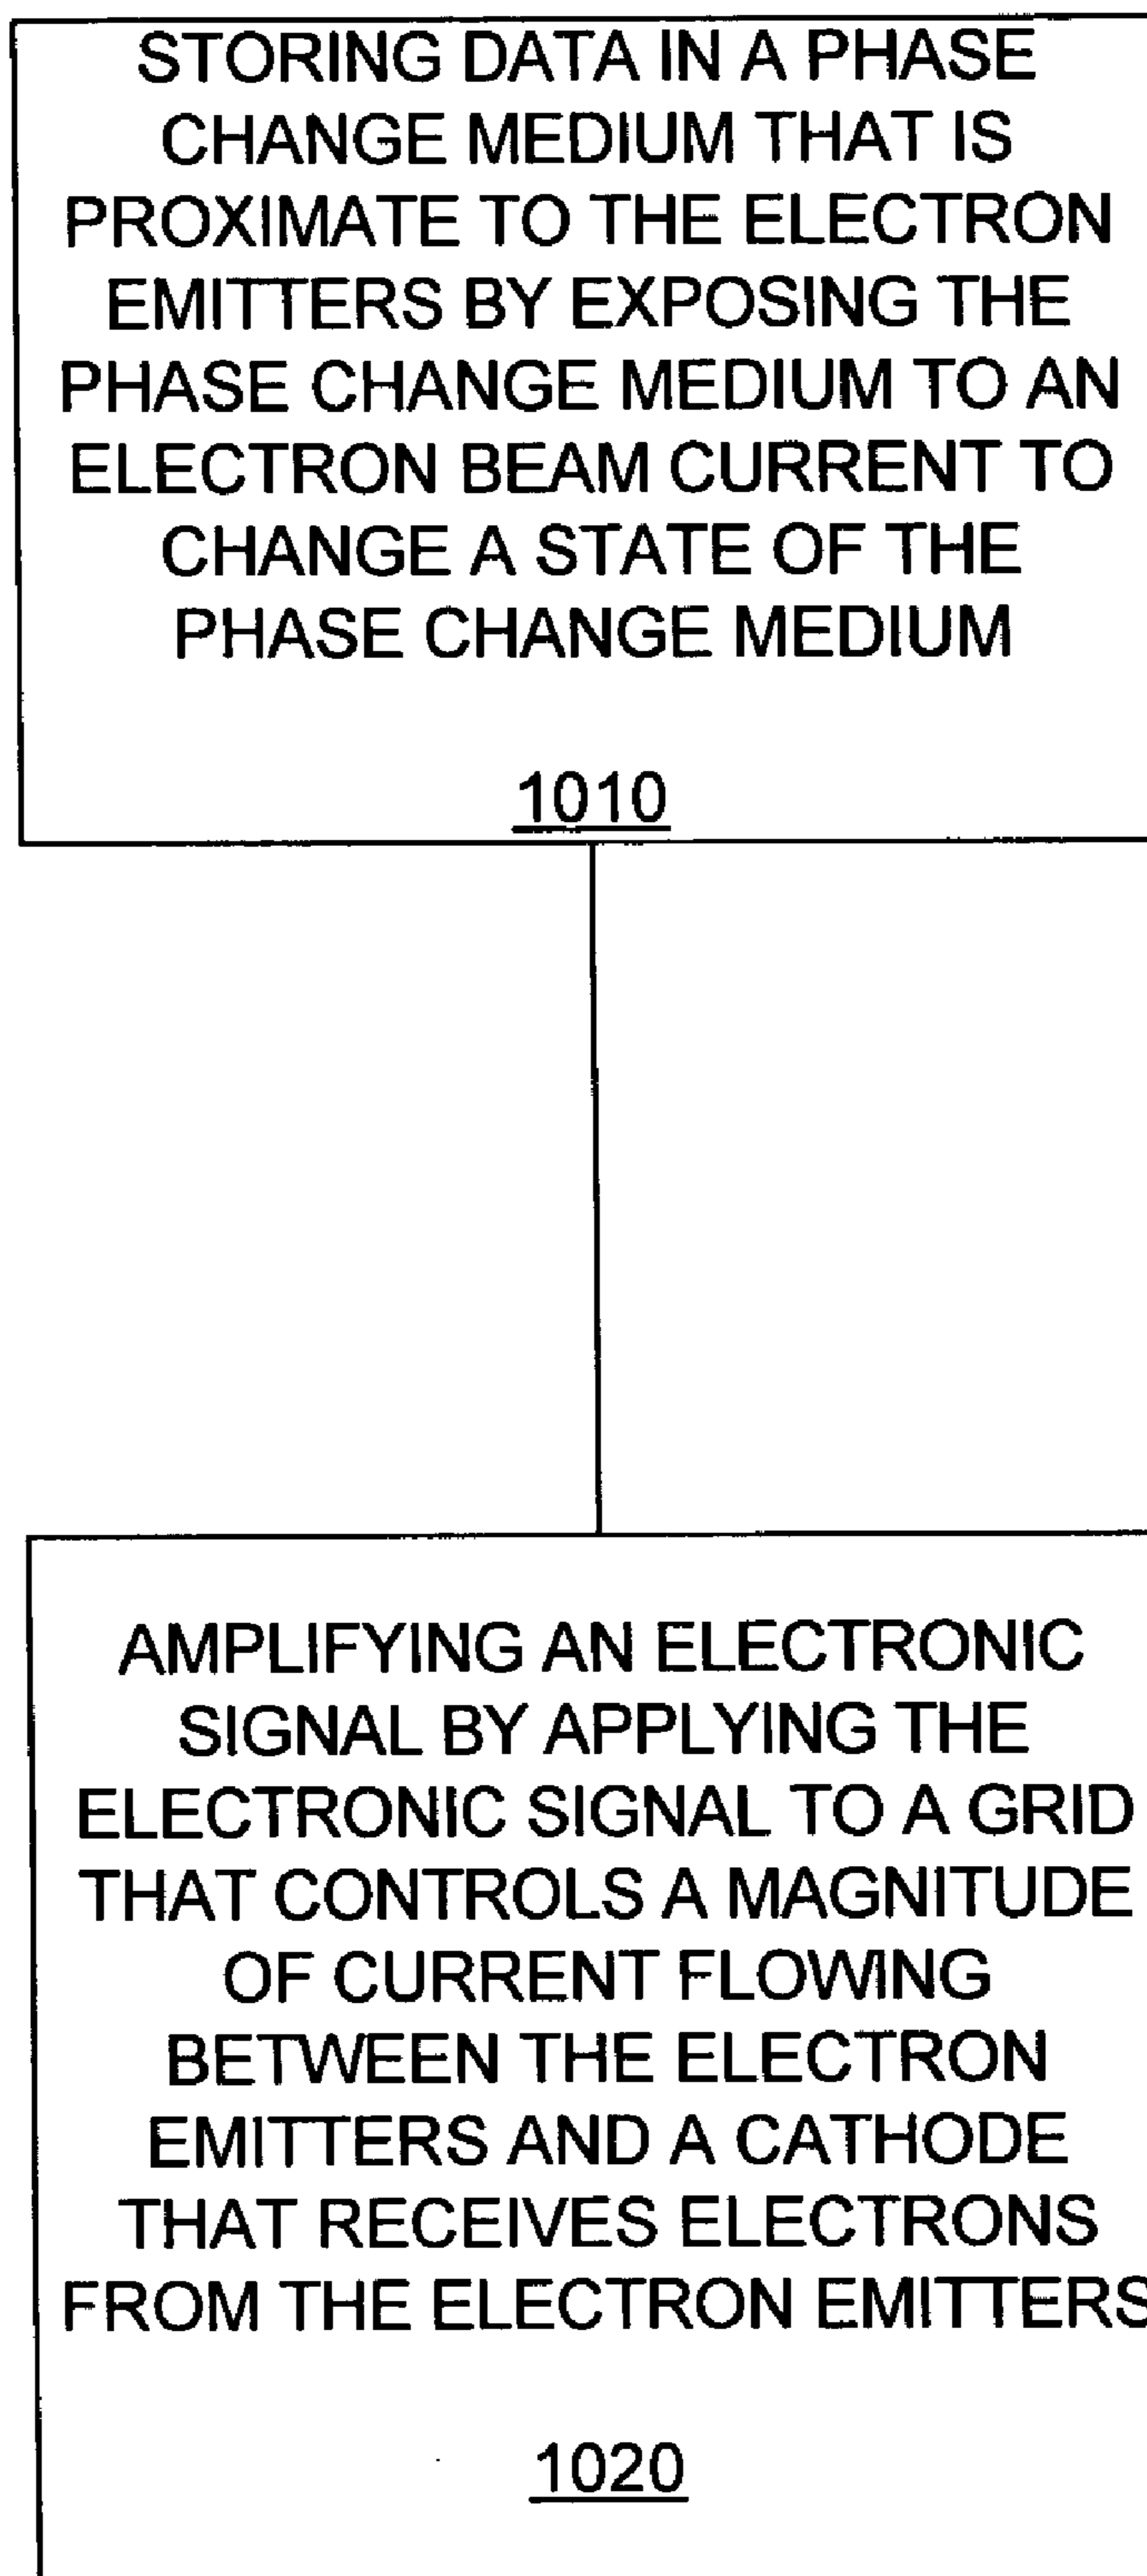 STORING DATA IN A PHASE
CHANGE MEDIUM THAT IS
PROXIMATE TO THE ELECTRON
EMITTERS BY EXPOSING THE
PHASE CHANGE MEDIUM TO AN
ELECTRON BEAM CURRENT TO
CHANGE A STATE OF THE
PHASE CHANGE MEDIUM
1010
AMPLIFYING AN ELECTRONIC
SIGNAL BY APPLYING THE
ELECTRONIC SIGNAL TO A GRID
THAT CONTROLS A MAGNITUDE
OF CURRENT FLOWING
BETWEEN THE ELECTRON
EMITTERS AND A CATHODE
THAT RECEIVES ELECTRONS
FROM THE ELECTRON EMITTERS
1020